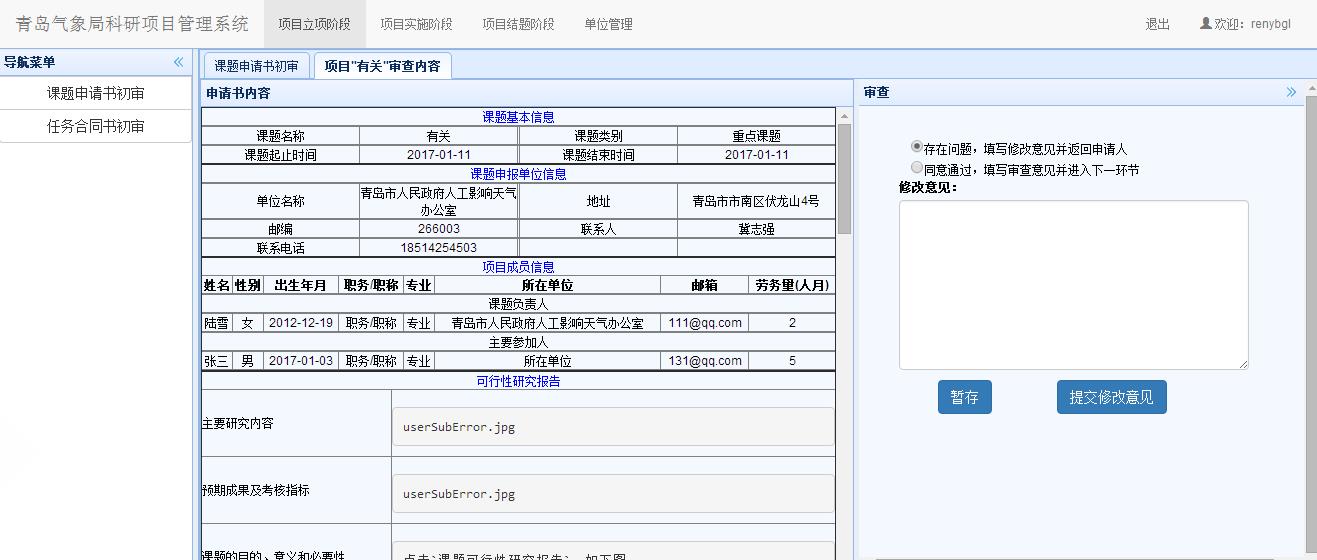 青岛气象局科研项目管理系统 项目立项阶段 项目实施阶段 项目结题阶段 单位管理 退出 欢迎：renybgl
导航菜单
课题申请书初审
任务合同书初审
课题申请书初审 项目"有关"审查内容
申请书内容
课题基本信息
课题名称 有关 课题类别 重点课题
课题起止时间 2017-01-11 课题结束时间 2017-01-11
课题申报单位信息
单位名称 青岛市人民政府人工影响天气办公室 地址 青岛市市南区伏龙山4号
邮编 266003 联系人 冀志强
联系电话 18514254503
项目成员信息
姓名 性别 出生年月 职务/职称 专业 所在单位 邮箱 劳务量(人月)
课题负责人
陆雪 女 2012-12-19 职务/职称 专业 青岛市人民政府人工影响天气办公室 111@qq.com 2
主要参加人
张三 男 2017-01-03 职务/职称 专业 所在单位 131@qq.com 5
可行性研究报告
主要研究内容 userSubError.jpg
预期成果及考核指标 userSubError.jpg
课题的目的、意义和必要性
审查
存在问题，填写修改意见并返回申请人
同意通过，填写审查意见并进入下一环节
修改意见：
暂存 提交修改意见